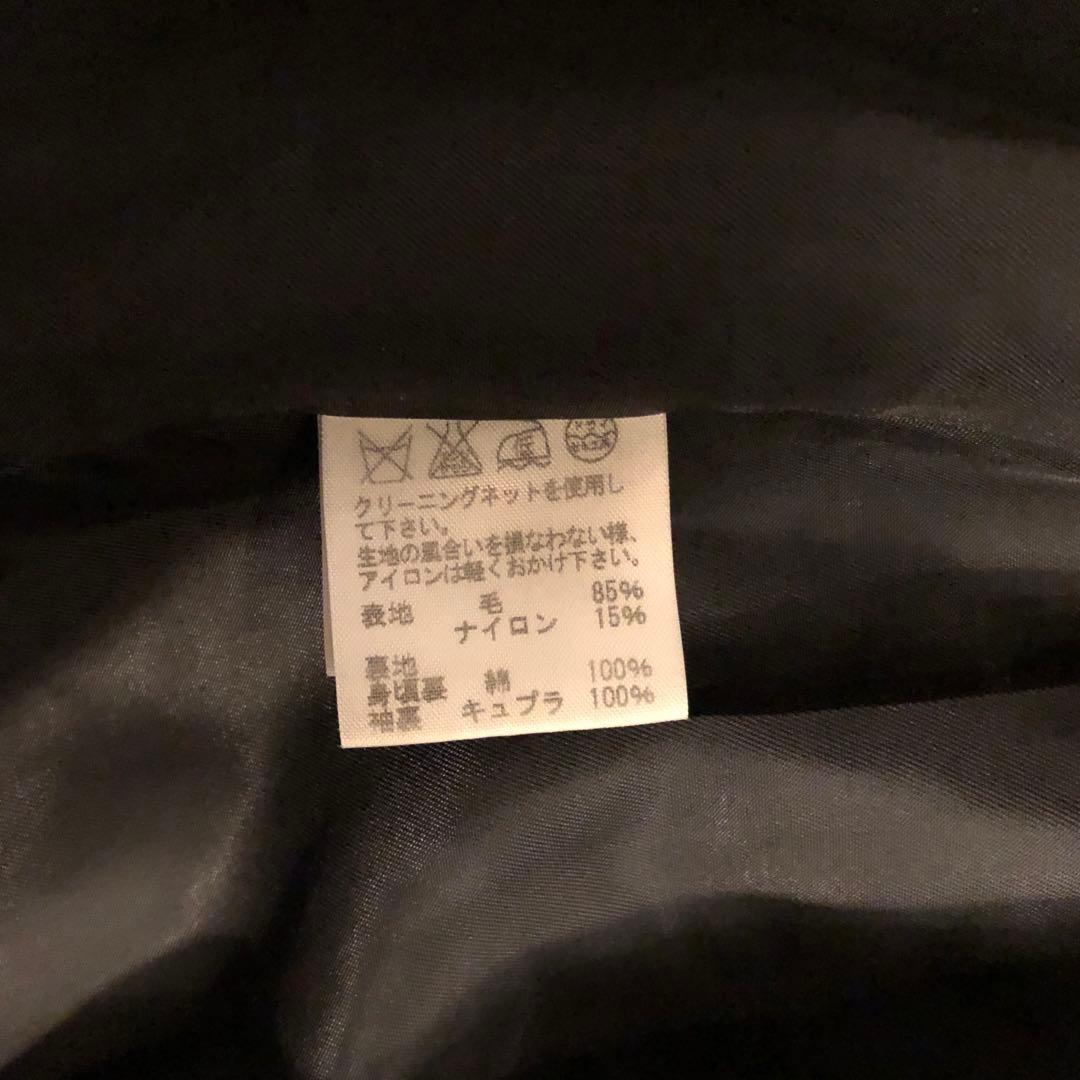 クリーニングネットを使用し
て下さい。
生地の風合いを損なわない様、
アイロンは軽くおかけ下さい。
表地 毛 85%
ナイロン 15%
裏地
身頃裏 綿 100%
袖裏 キュプラ 100%